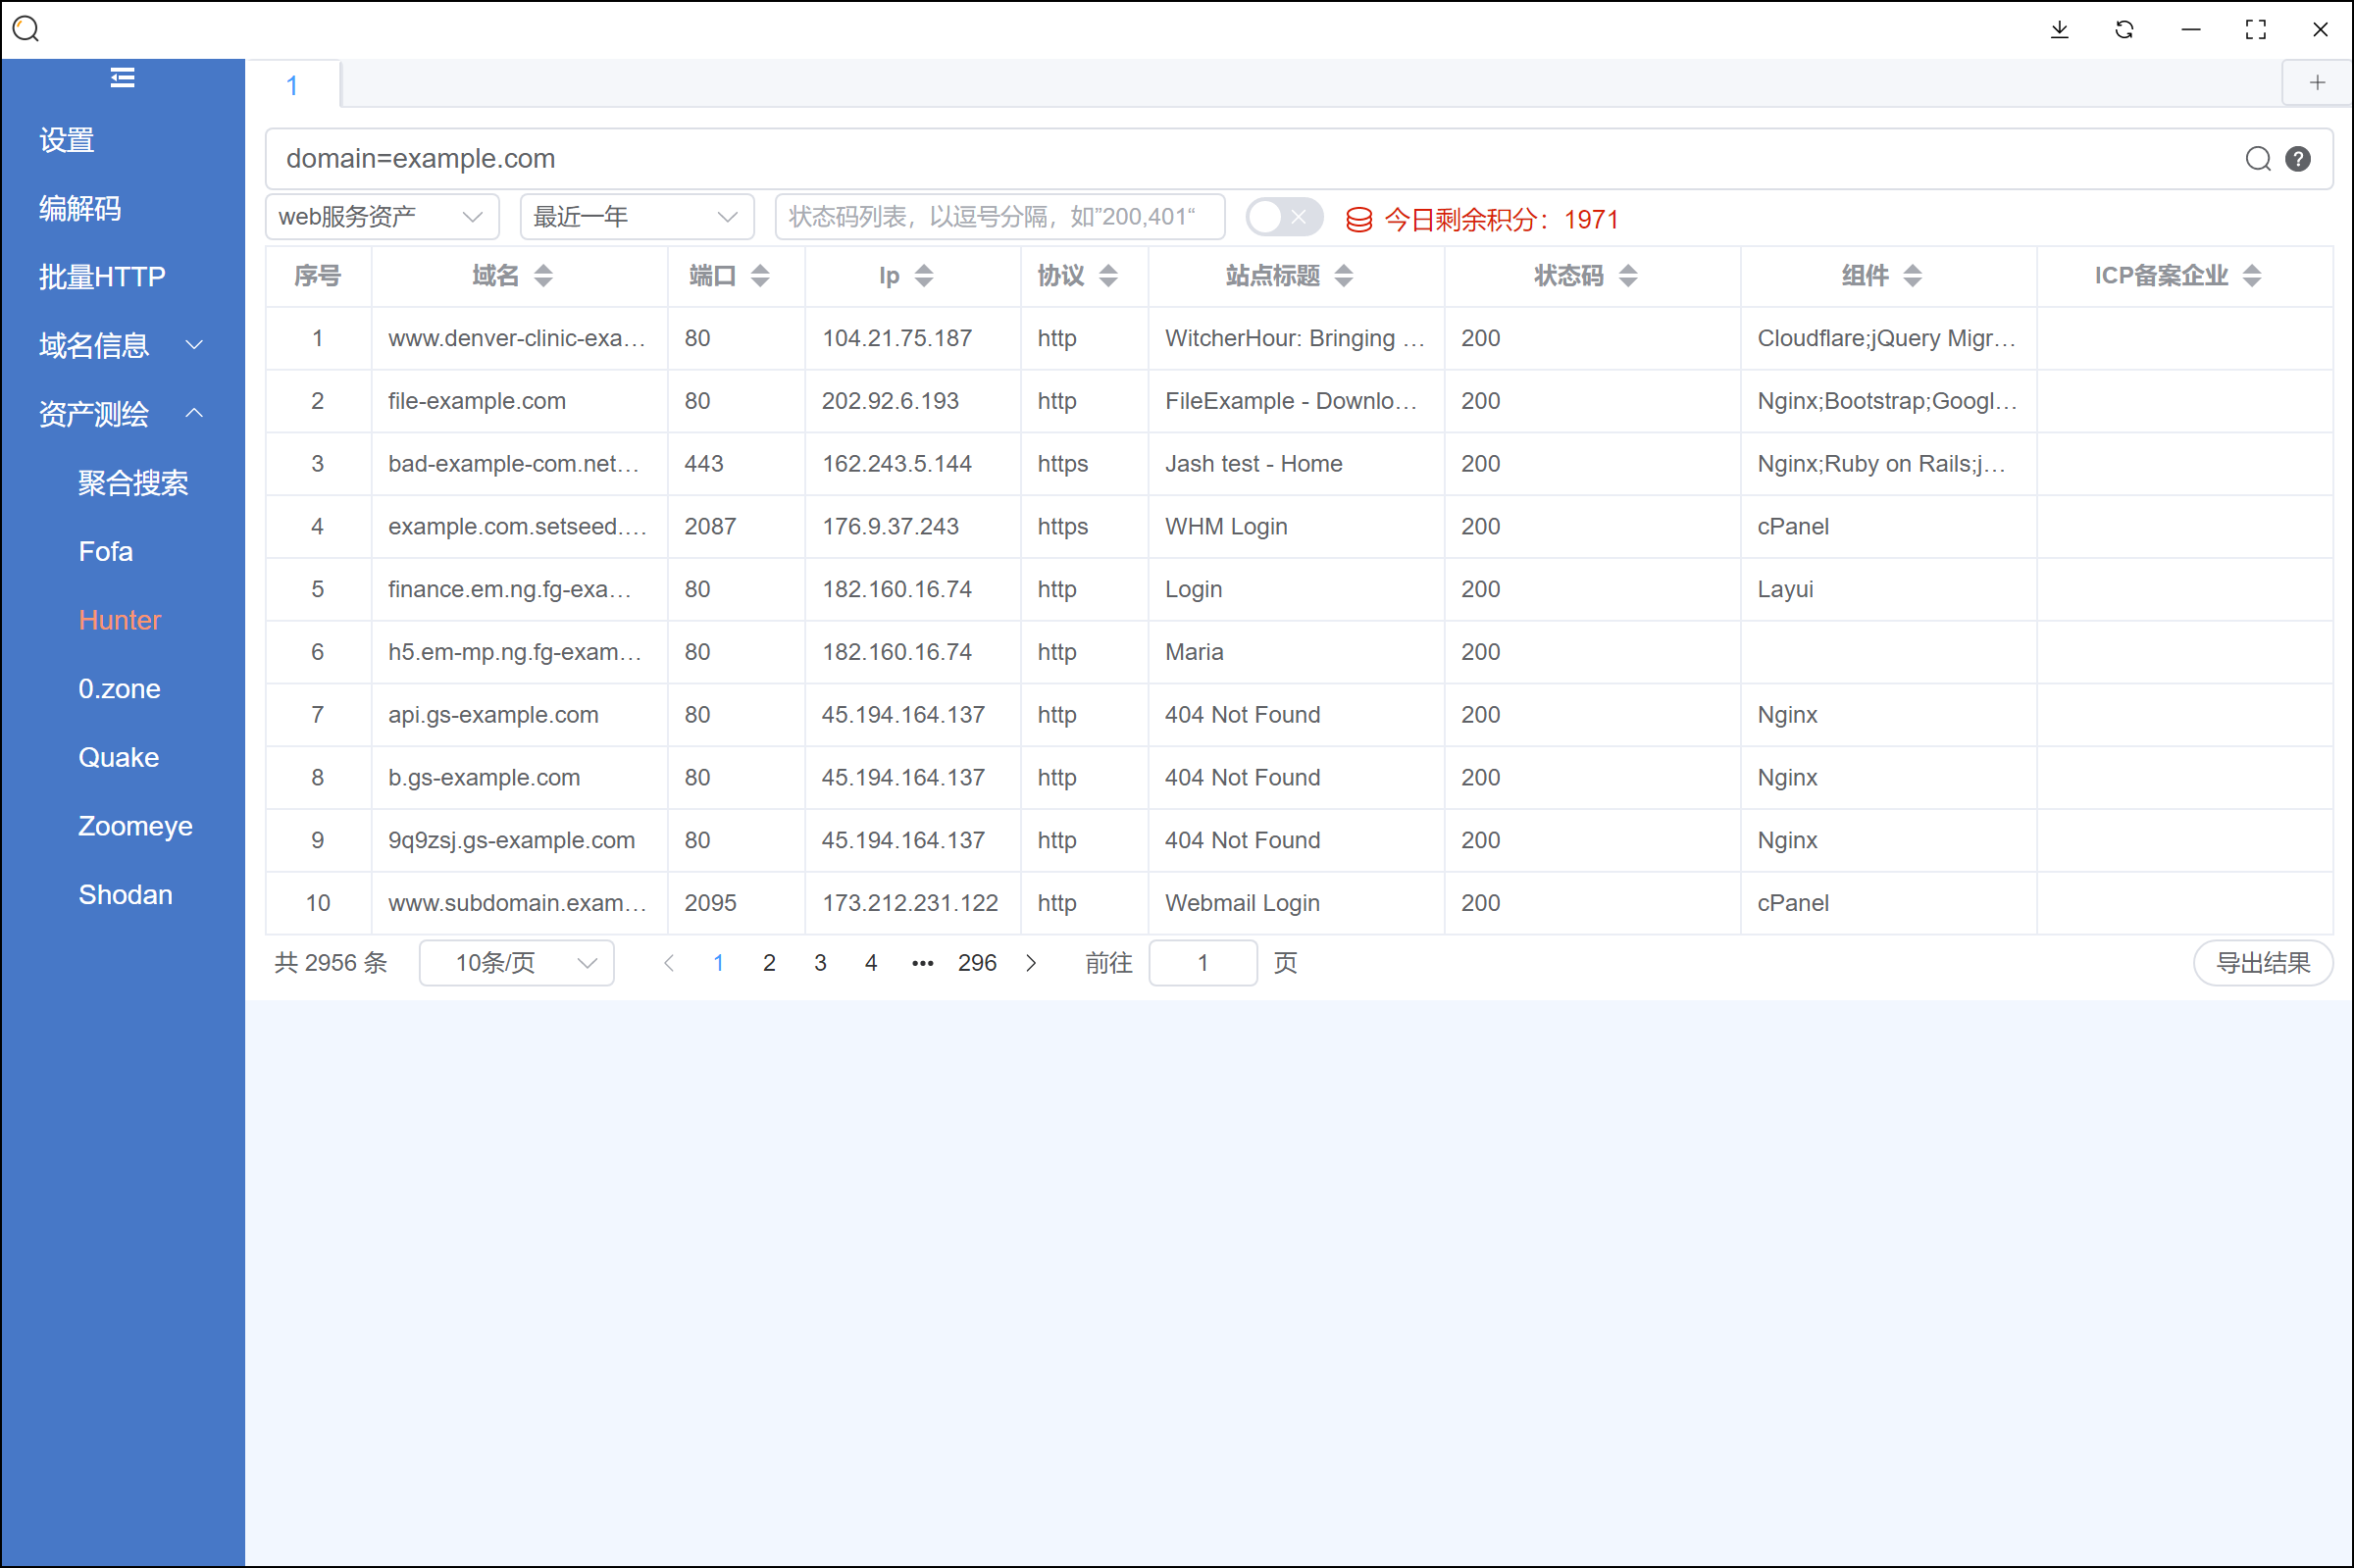 1
设置
编解码
批量HTTP
域名信息
资产测绘
聚合搜索
Fofa
Hunter
0.zone
Quake
Zoomeye
Shodan
domain=example.com
web服务资产 最近一年 状态码列表，以逗号分隔，如”200,401“ 今日剩余积分：1971
序号 域名 端口 Ip 协议 站点标题 状态码 组件 ICP备案企业
1 www.denver-clinic-exa… 80 104.21.75.187 http WitcherHour: Bringing … 200 Cloudflare;jQuery Migr…
2 file-example.com 80 202.92.6.193 http FileExample - Downlo… 200 Nginx;Bootstrap;Googl…
3 bad-example-com.net… 443 162.243.5.144 https Jash test - Home 200 Nginx;Ruby on Rails;j…
4 example.com.setseed.… 2087 176.9.37.243 https WHM Login 200 cPanel
5 finance.em.ng.fg-exa… 80 182.160.16.74 http Login 200 Layui
6 h5.em-mp.ng.fg-exam… 80 182.160.16.74 http Maria 200
7 api.gs-example.com 80 45.194.164.137 http 404 Not Found 200 Nginx
8 b.gs-example.com 80 45.194.164.137 http 404 Not Found 200 Nginx
9 9q9zsj.gs-example.com 80 45.194.164.137 http 404 Not Found 200 Nginx
10 www.subdomain.exam… 2095 173.212.231.122 http Webmail Login 200 cPanel
共 2956 条 10条/页 1 2 3 4 ••• 296 前往 1 页 导出结果